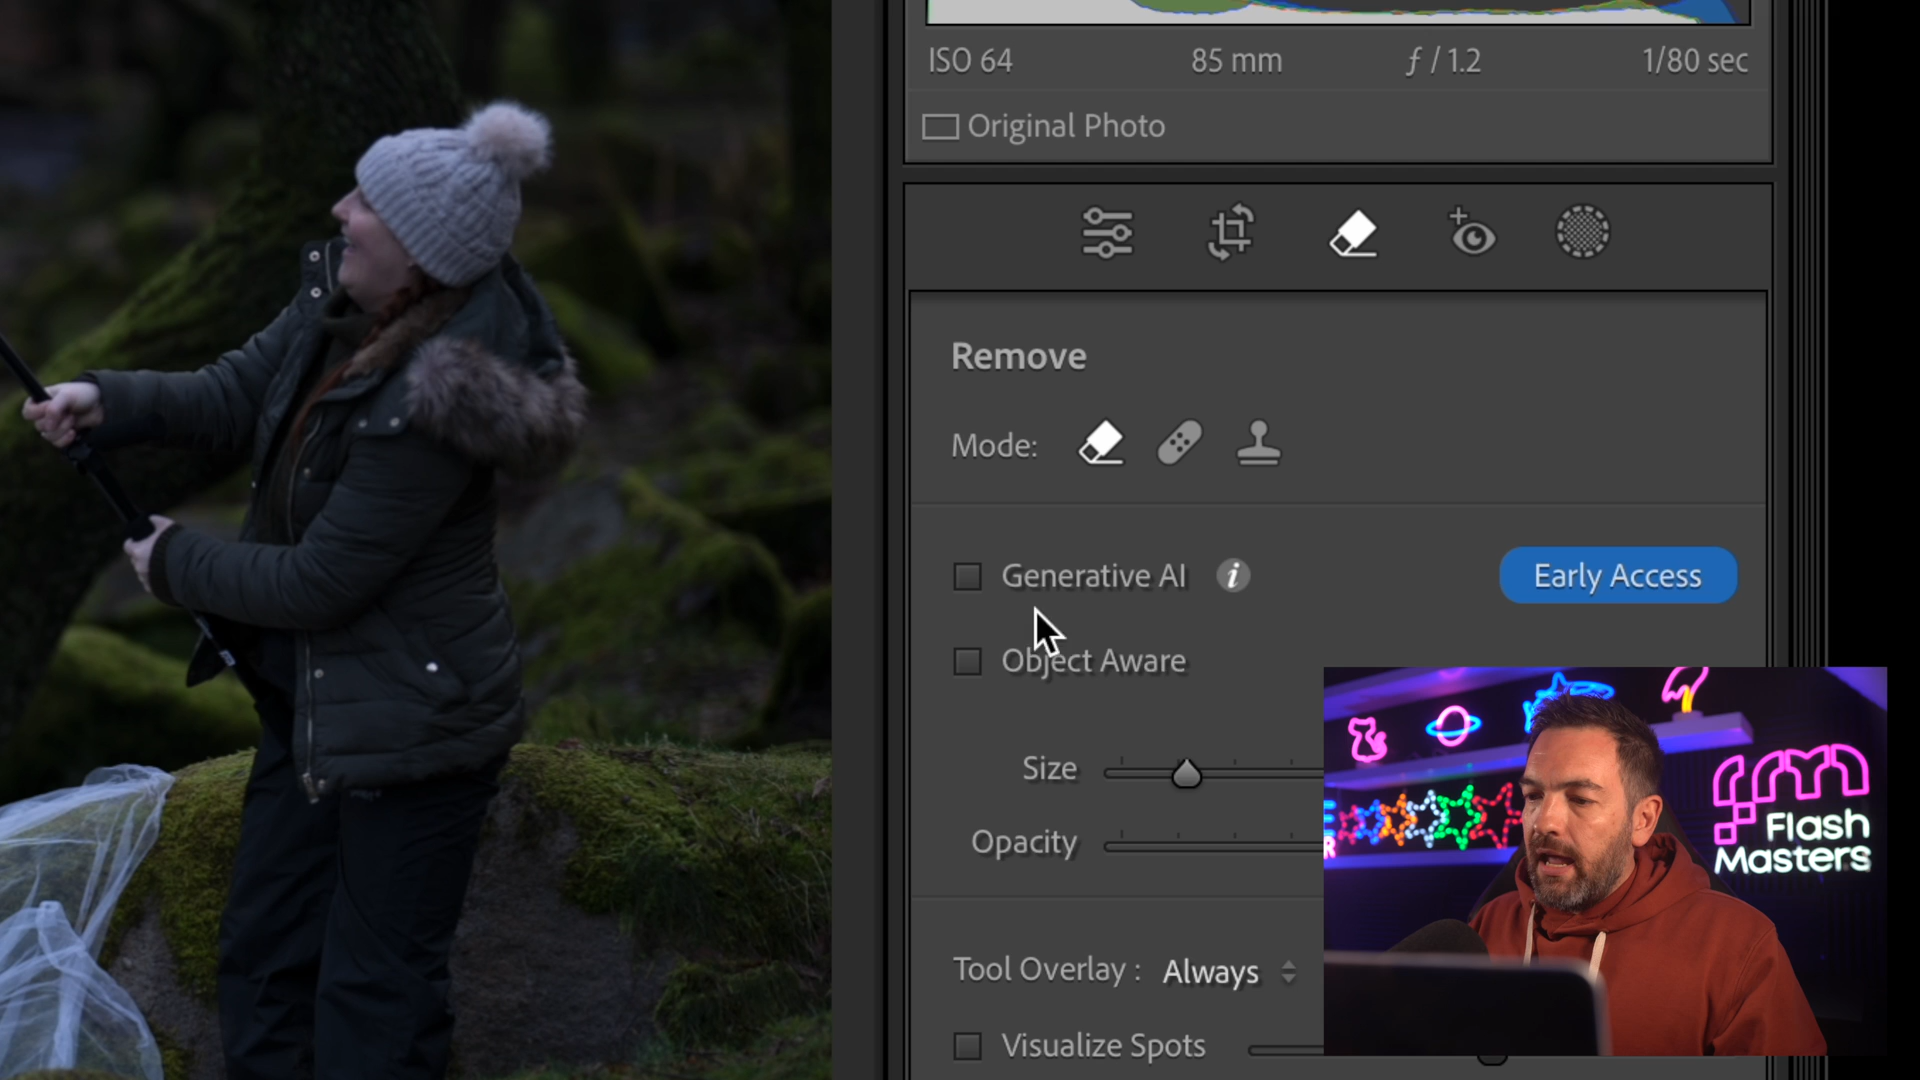 ISO 64 85 mm ƒ / 1.2 1/80 sec
Original Photo
Remove
Mode:
Generative AI i Early Access
Object Aware
Size
Opacity
Tool Overlay : Always
Visualize Spots
Flash
Masters